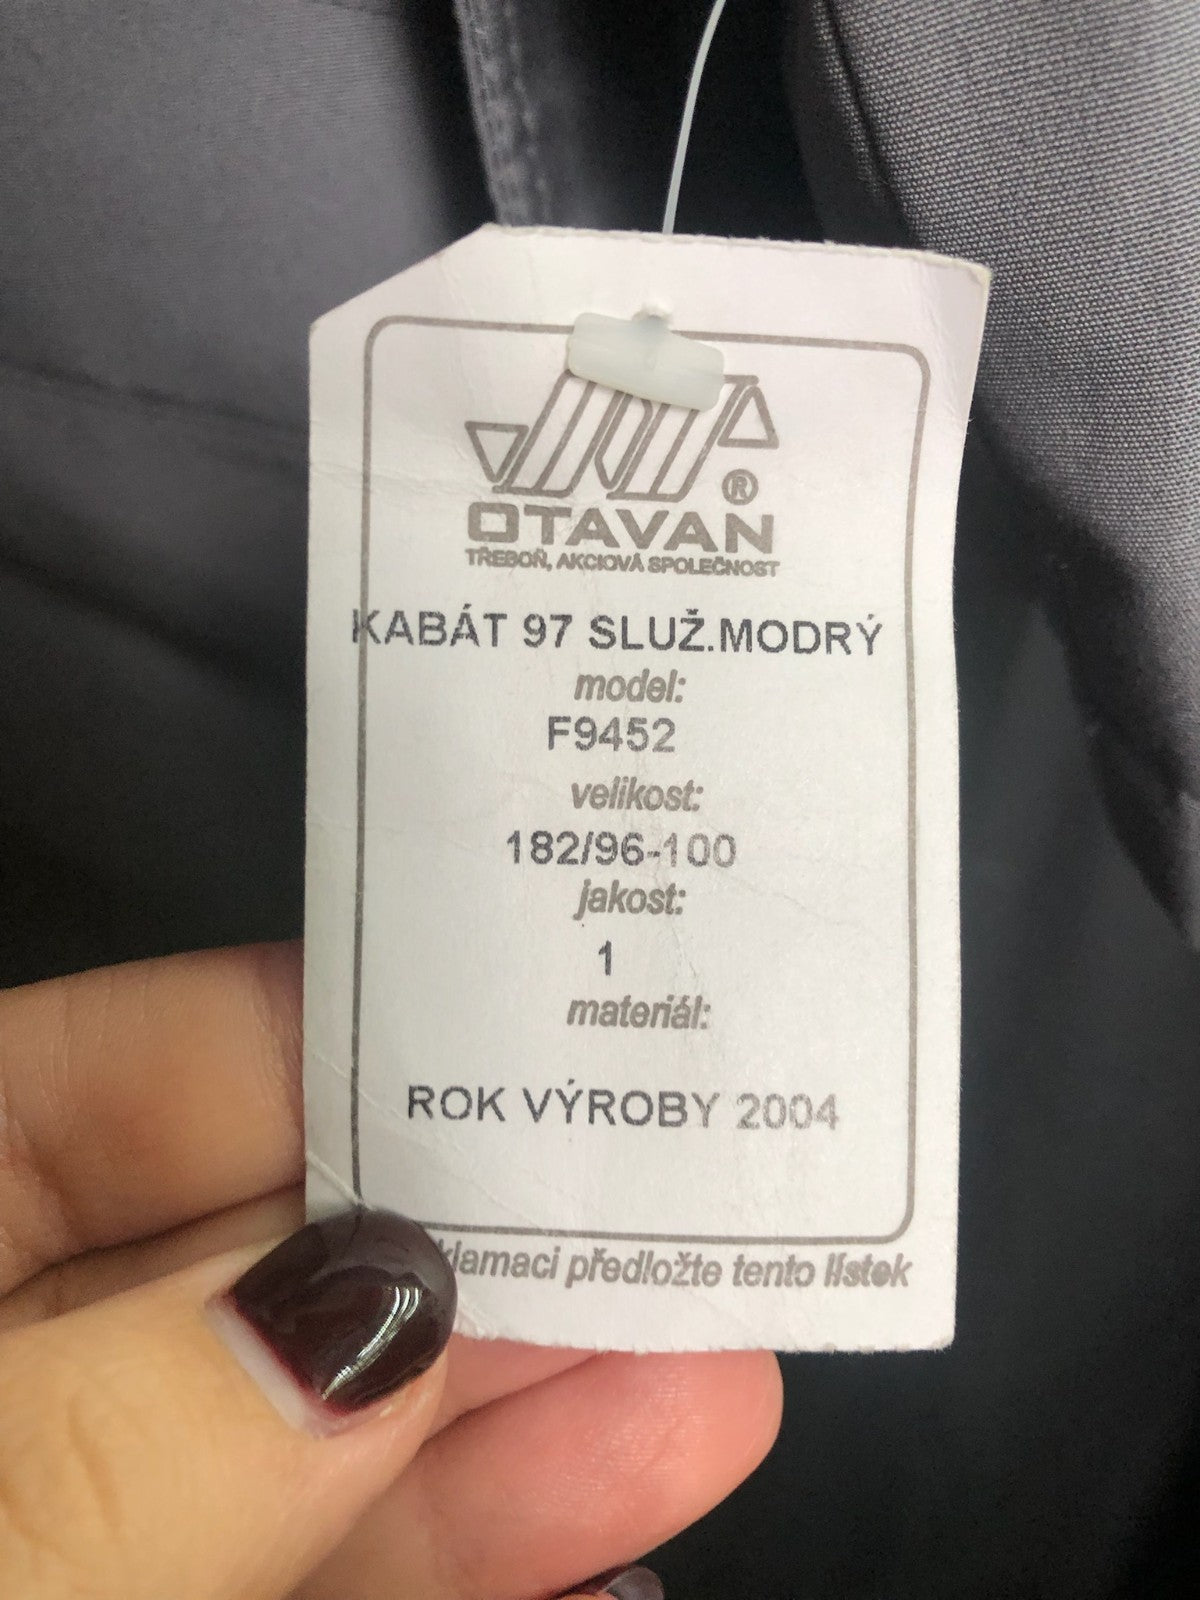 ®
OTAVAN
TŘEBOŇ, AKCIOVÁ SPOLEČNOST
KABÁT 97 SLUŽ.MODRÝ
model:
F9452
velikost:
182/96-100
jakost:
1
materiál:
ROK VÝROBY 2004
klamaci předložte tento lístek